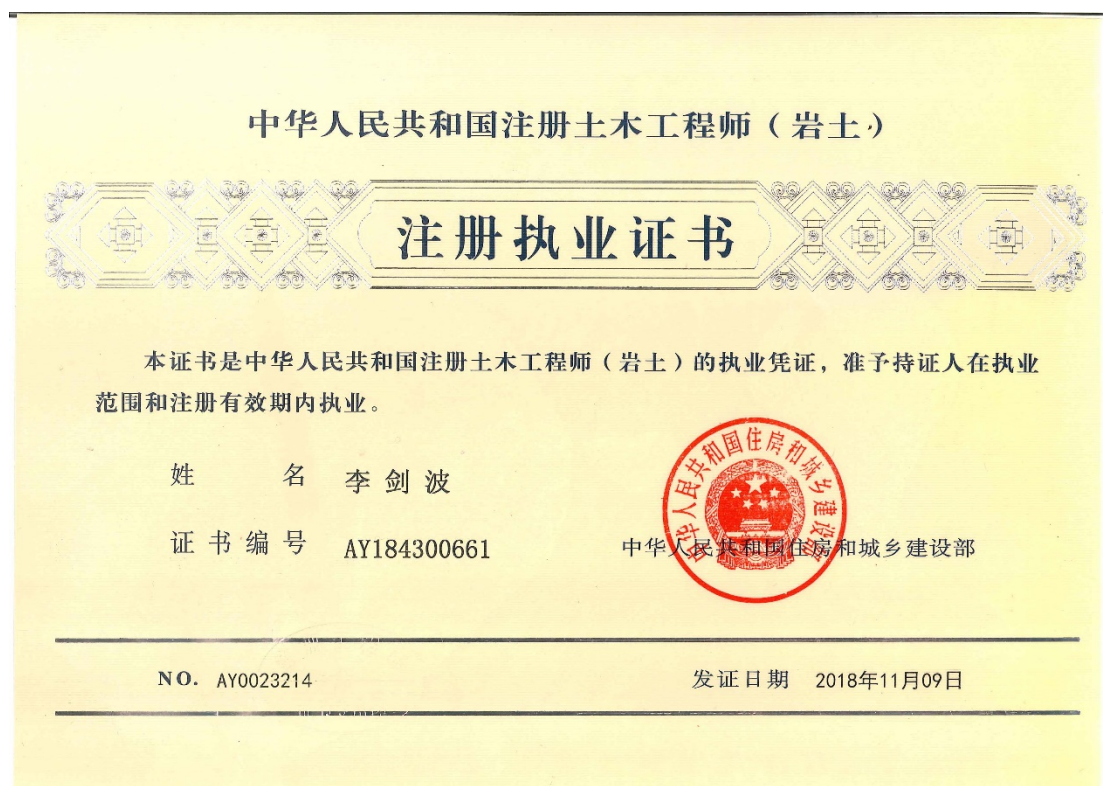 中华人民共和国注册土木工程师（岩土）
注册执业证书
本证书是中华人民共和国注册土木工程师（岩土）的执业凭证，准予持证人在执业
范围和注册有效期内执业。
姓 名 李剑波
证书编号 AY184300661
中华人民共和国住房和城乡建设部
中华人民共和国住房和城乡建设部
NO. AY0023214
发证日期 2018年11月09日